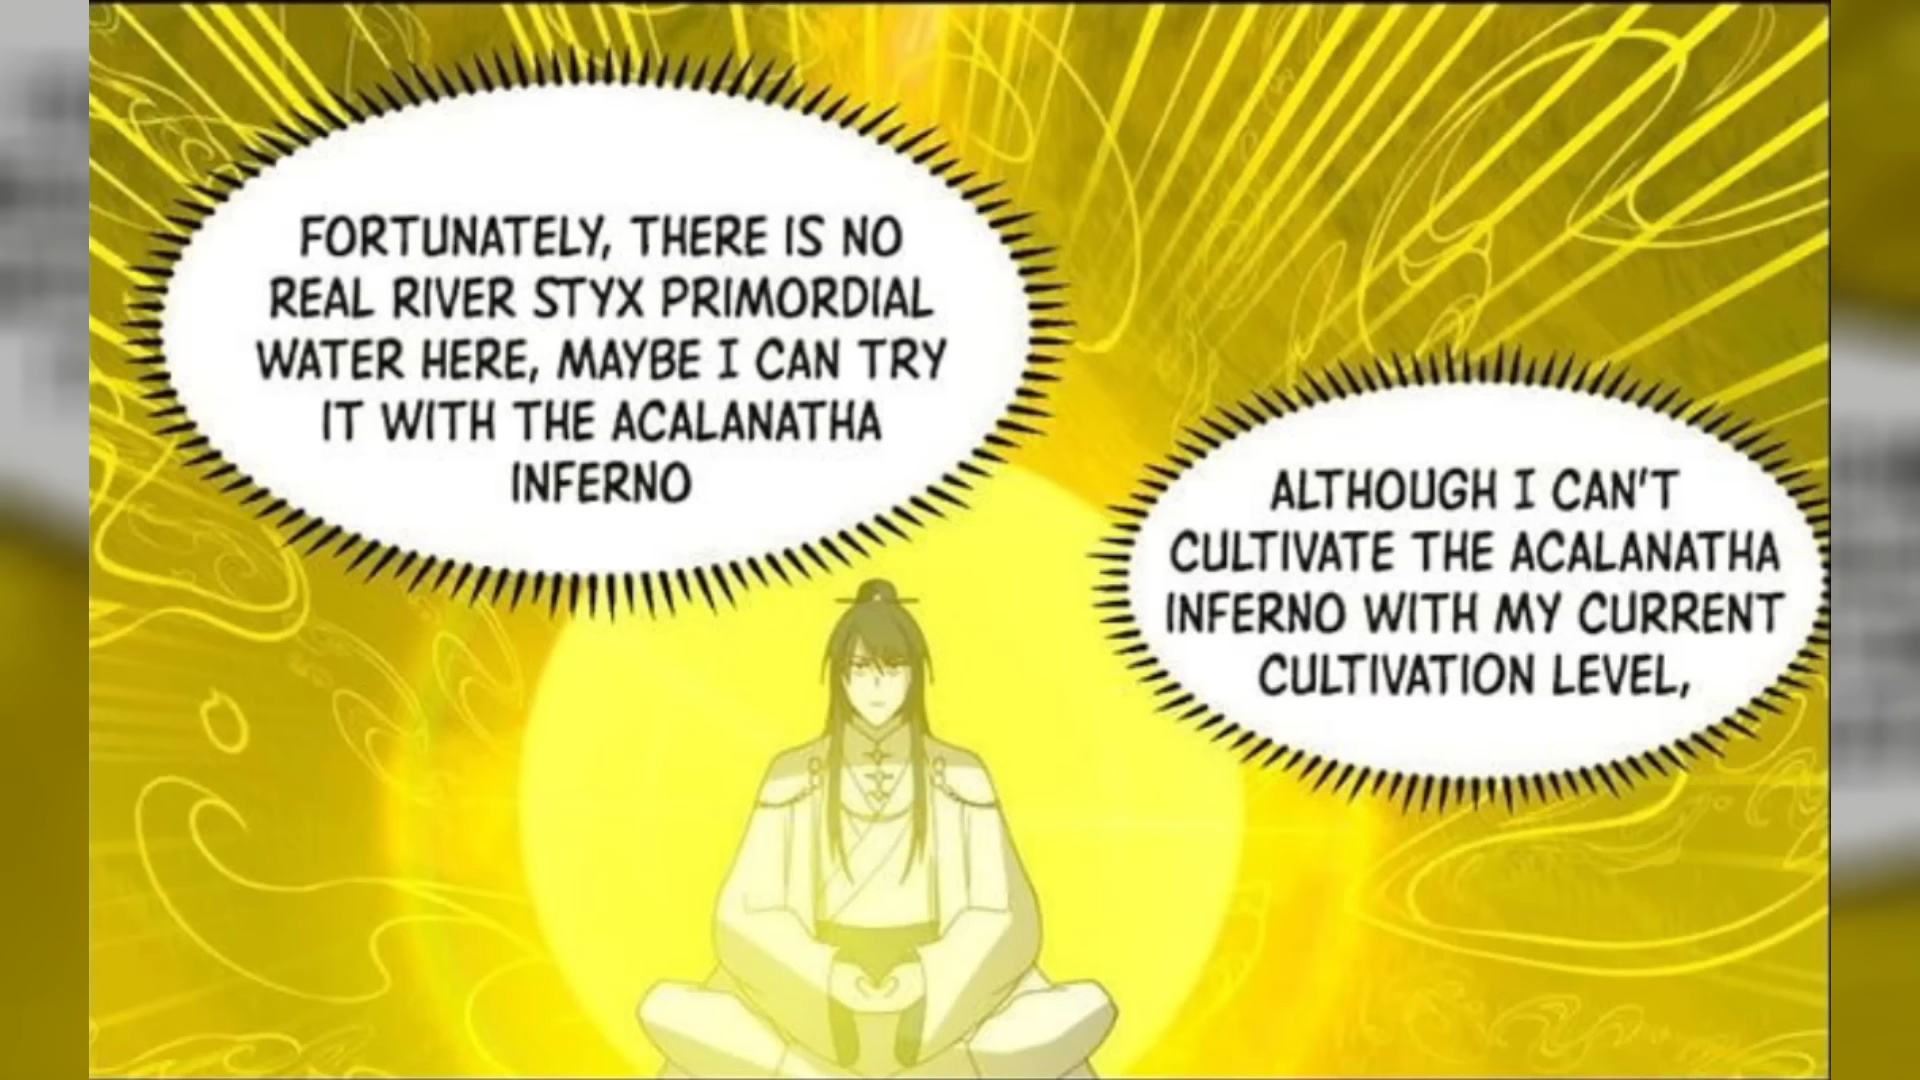 FORTUNATELY, THERE IS NO
REAL RIVER STYX PRIMORDIAL
WATER HERE, MAYBE I CAN TRY
IT WITH THE ACALANATHA
INFERNO
ALTHOUGH I CAN'T
CULTIVATE THE ACALANATHA
INFERNO WITH MY CURRENT
CULTIVATION LEVEL,